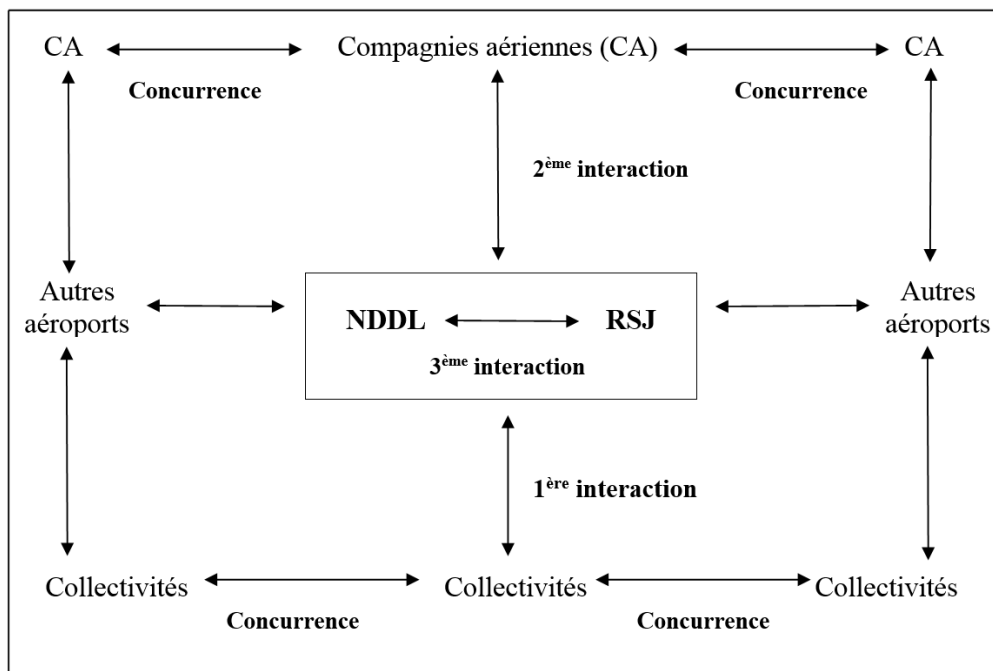 CA Compagnies aériennes (CA) CA
Concurrence Concurrence
2ème interaction
Autres aéroports
NDDL RSJ
3ème interaction
Autres aéroports
1ère interaction
Collectivités Collectivités Collectivités
Concurrence Concurrence